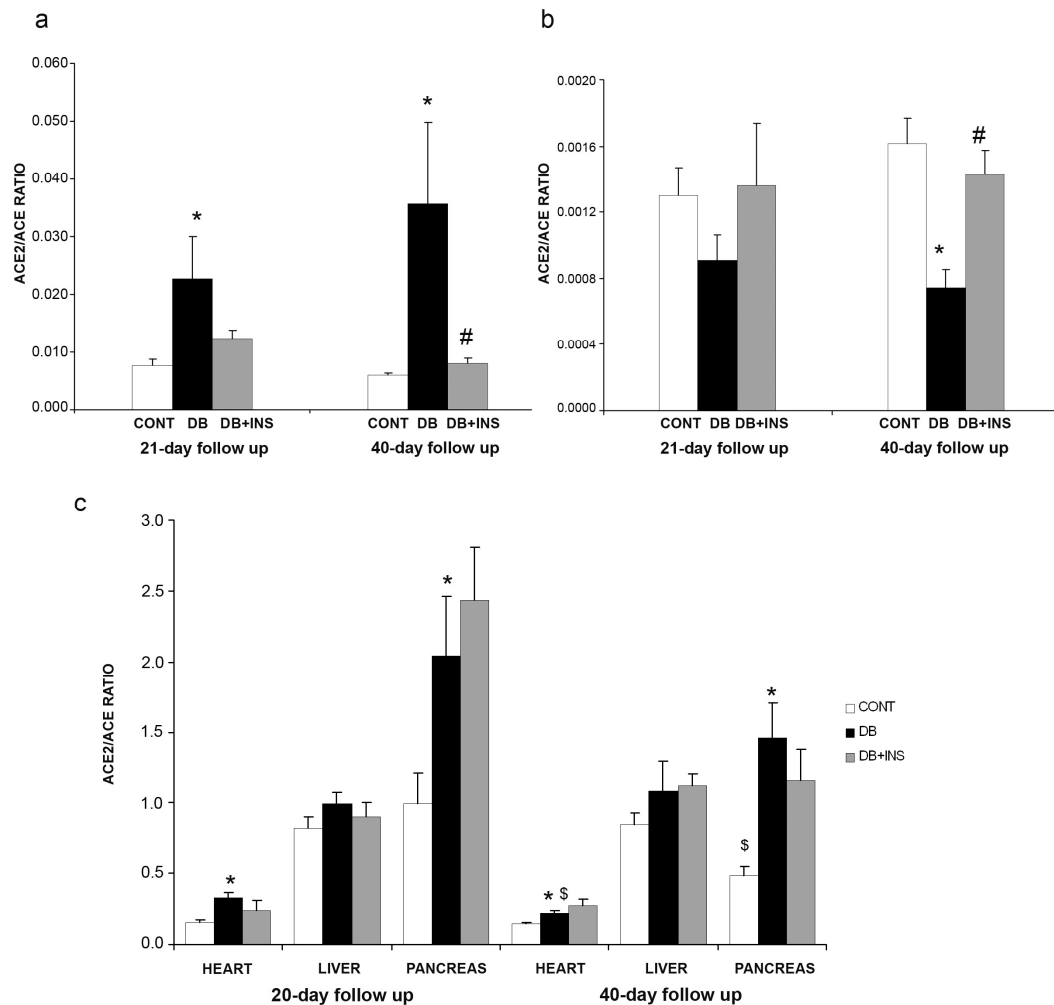 a
0.060
0.050
0.040
0.030
0.020
0.010
0.000
ACE2/ACE RATIO
*
*
#
CONT DB DB+INS
CONT DB DB+INS
21-day follow up
40-day follow up
b
0.0020
0.0016
0.0012
0.0008
0.0004
0.0000
ACE2/ACE RATIO
*
#
CONT DB DB+INS
CONT DB DB+INS
21-day follow up
40-day follow up
c
3.0
2.5
2.0
1.5
1.0
0.5
0.0
ACE2/ACE RATIO
*
*
* $
$
*
CONT
DB
DB+INS
HEART LIVER PANCREAS HEART LIVER PANCREAS
20-day follow up
40-day follow up